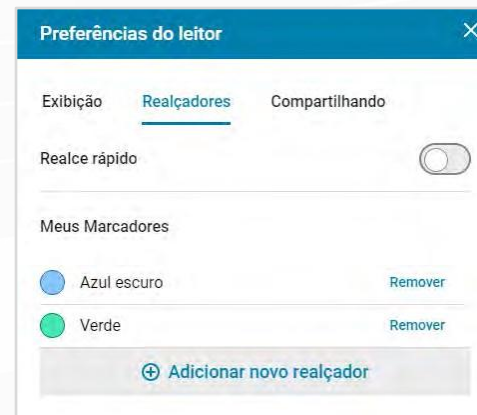 Preferências do leitor
Exibição Realçadores Compartilhando
Realce rápido
Meus Marcadores
Azul escuro Remover
Verde Remover
Adicionar novo realçador